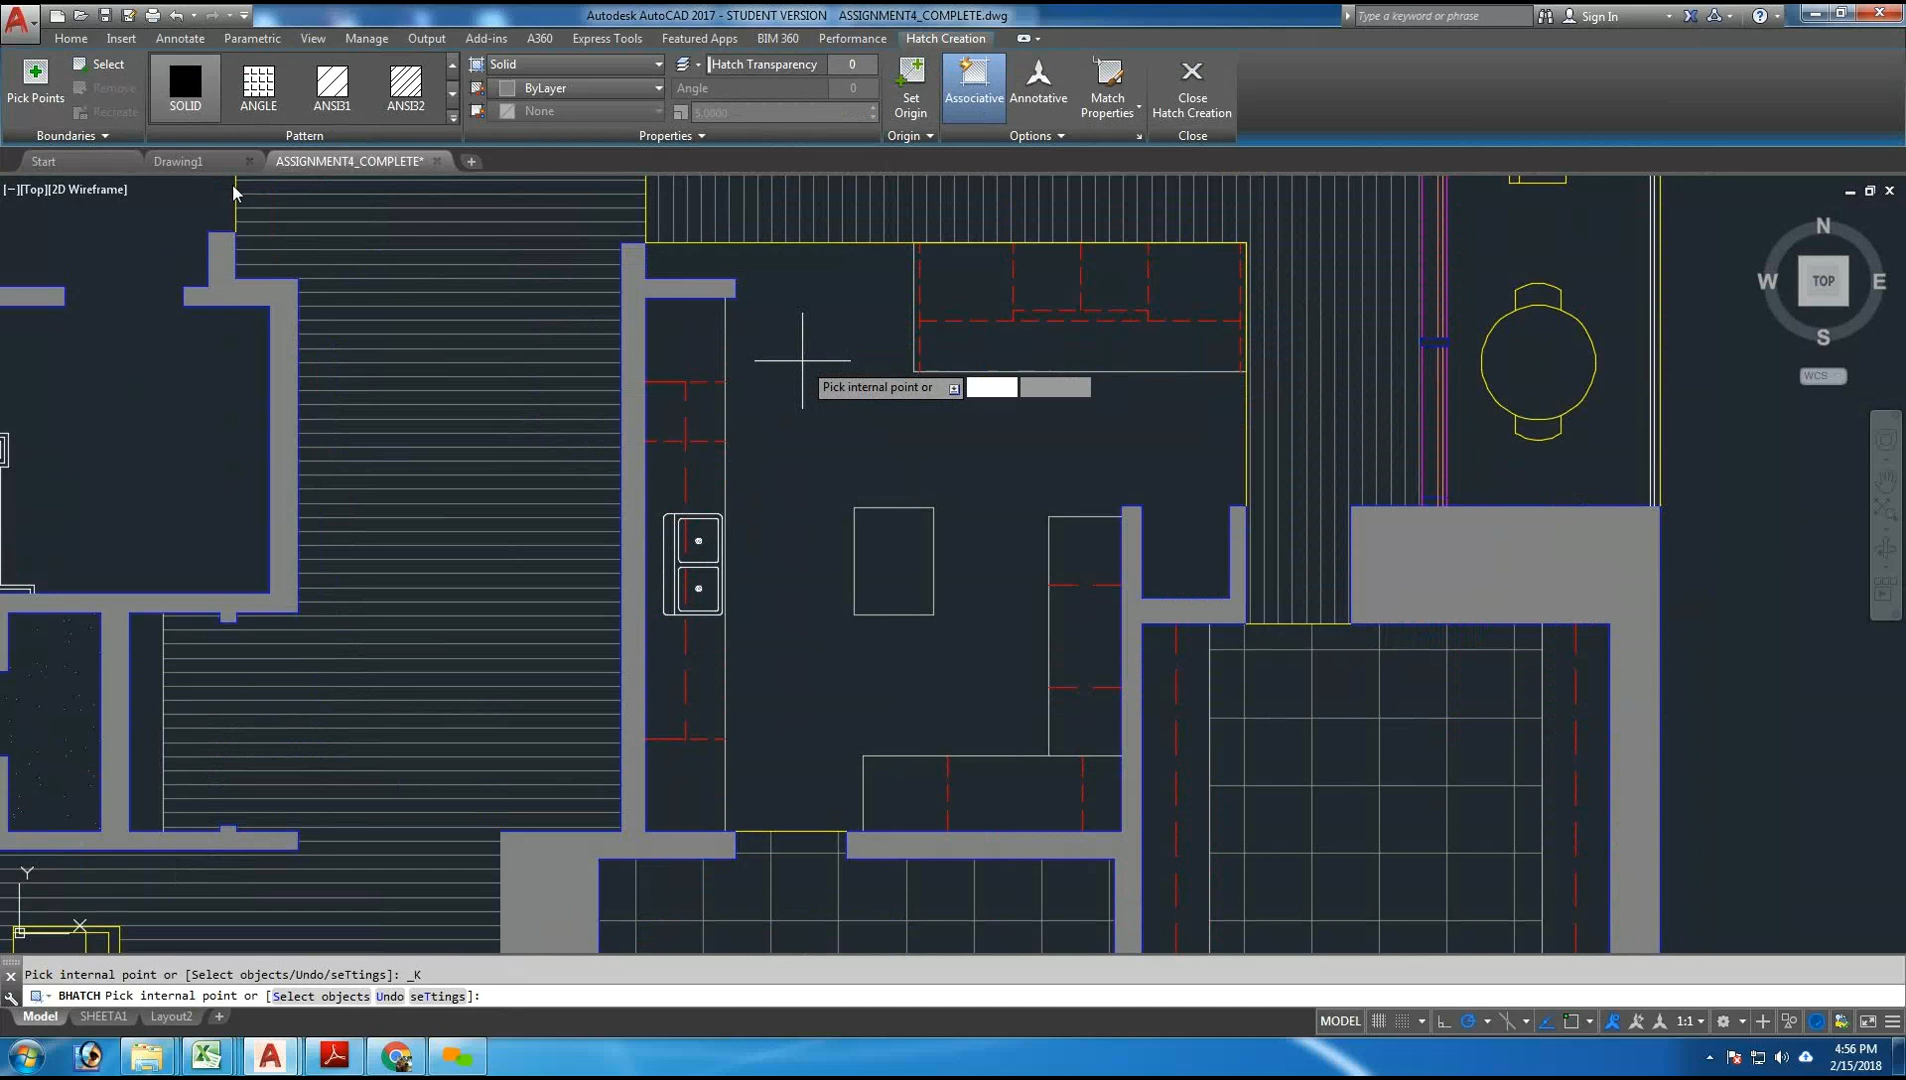 Autodesk AutoCAD 2017 - STUDENT VERSION ASSIGNMENT4_COMPLETE.dwg
Type a keyword or phrase
Sign In
Home Insert Annotate Parametric View Manage Output Add-ins A360 Express Tools Featured Apps BIM 360 Performance Hatch Creation
Pick Points
Select
Remove
Recreate
Boundaries
SOLID
ANGLE
ANSI31
ANSI32
Pattern
Solid
ByLayer
None
Hatch Transparency 0
Angle 0
5.0000
Properties
Set
Origin
Origin
Associative
Annotative
Match
Properties
Options
Close
Hatch Creation
Close
Start Drawing1 ASSIGNMENT4_COMPLETE*
[−][Top][2D Wireframe]
N
W TOP E
S
WCS
Pick internal point or
Y
X
Pick internal point or [Select objects/Undo/seTtings]: _K
BHATCH Pick internal point or [Select objects Undo seTtings]:
Model SHEETA1 Layout2
MODEL
1:1
4:56 PM
2/15/2018